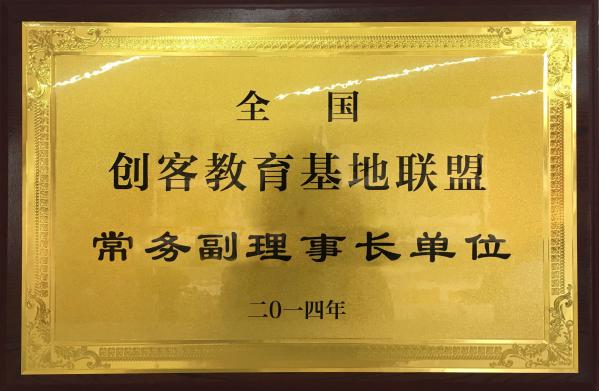 全国
创客教育基地联盟
常务副理事长单位
二〇一四年